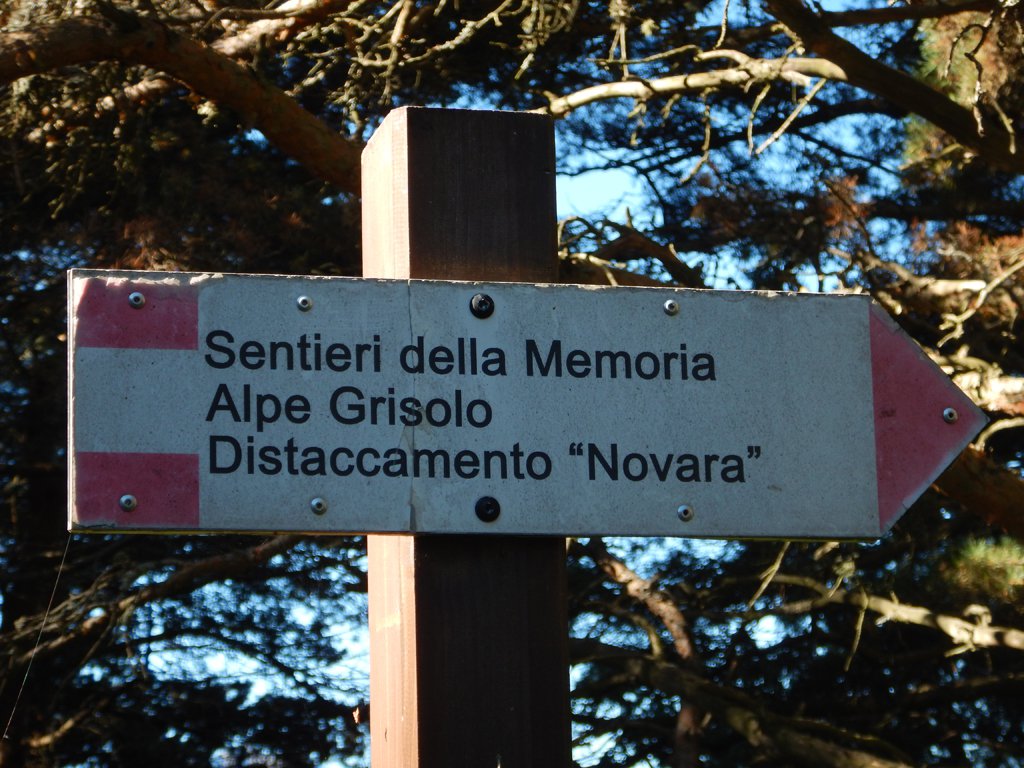 Sentieri della Memoria
Alpe Grisolo
Distaccamento “Novara”